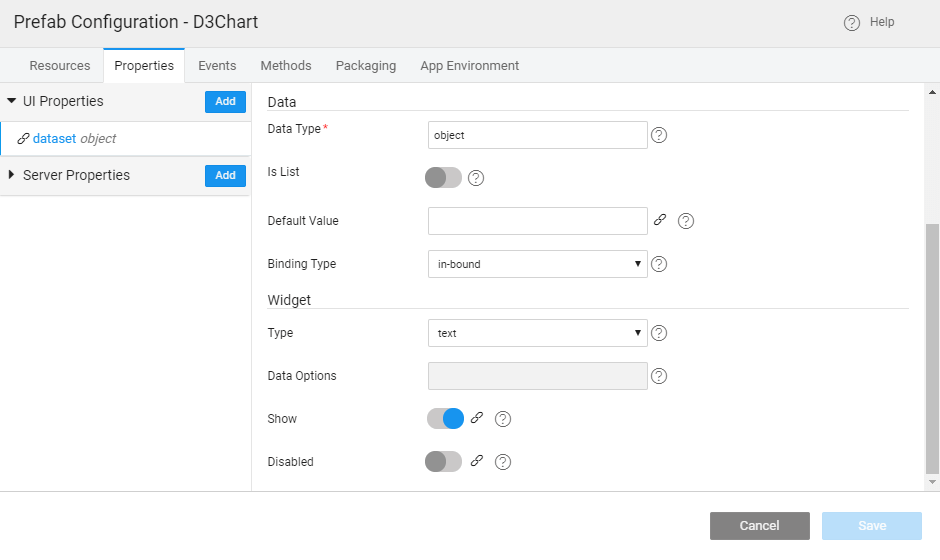 Prefab Configuration - D3Chart
? Help
Resources Properties Events Methods Packaging App Environment
UI Properties Add
dataset object
Server Properties Add
Data
Data Type* object ?
Is List ?
Default Value ?
Binding Type in-bound ?
Widget
Type text ?
Data Options ?
Show ?
Disabled ?
Cancel Save